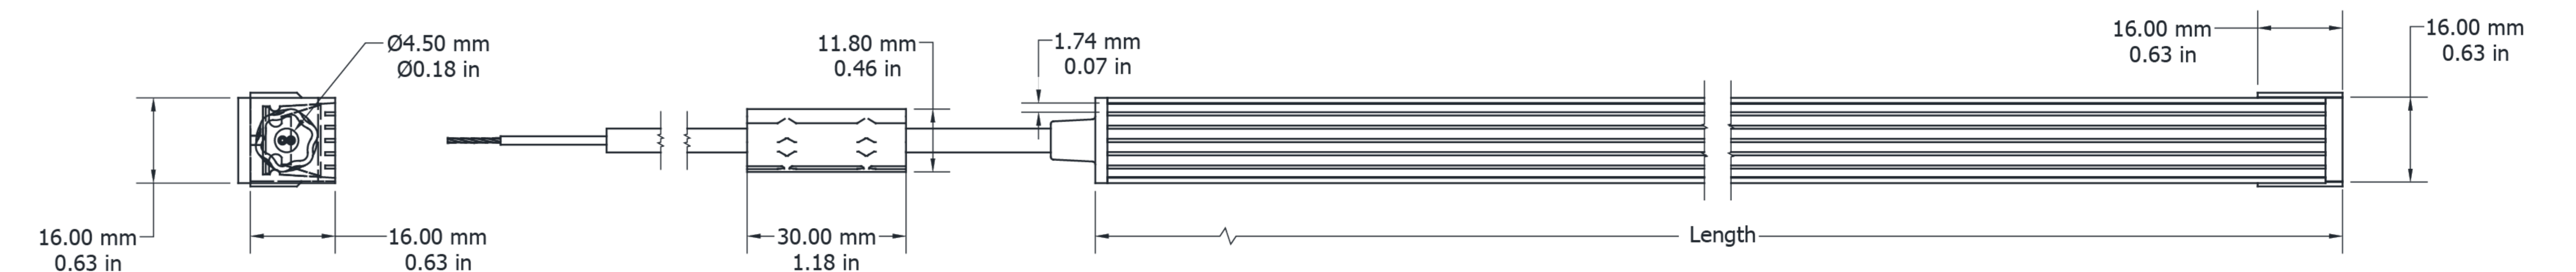 Ø4.50 mm
Ø0.18 in
16.00 mm
0.63 in
16.00 mm
0.63 in
11.80 mm
0.46 in
30.00 mm
1.18 in
1.74 mm
0.07 in
Length
16.00 mm
0.63 in
16.00 mm
0.63 in